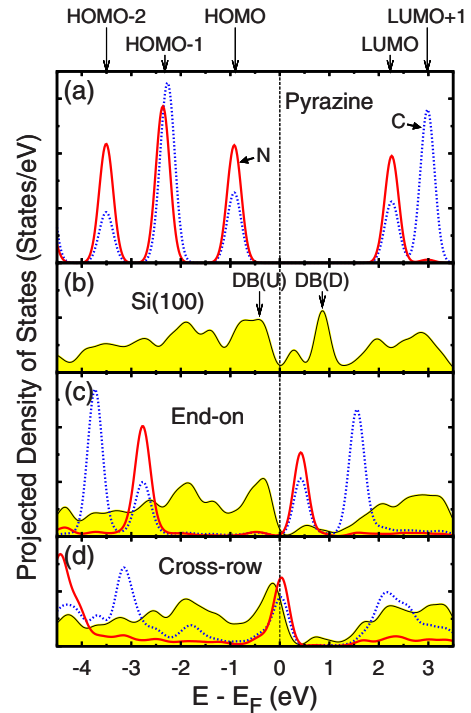 HOMO-2 HOMO LUMO+1
HOMO-1 LUMO
(a) Pyrazine
C
N
(b) DB(U) DB(D)
Si(100)
(c) End-on
(d) Cross-row
-4 -3 -2 -1 0 1 2 3
E - E_F (eV)
Projected Density of States (States/eV)